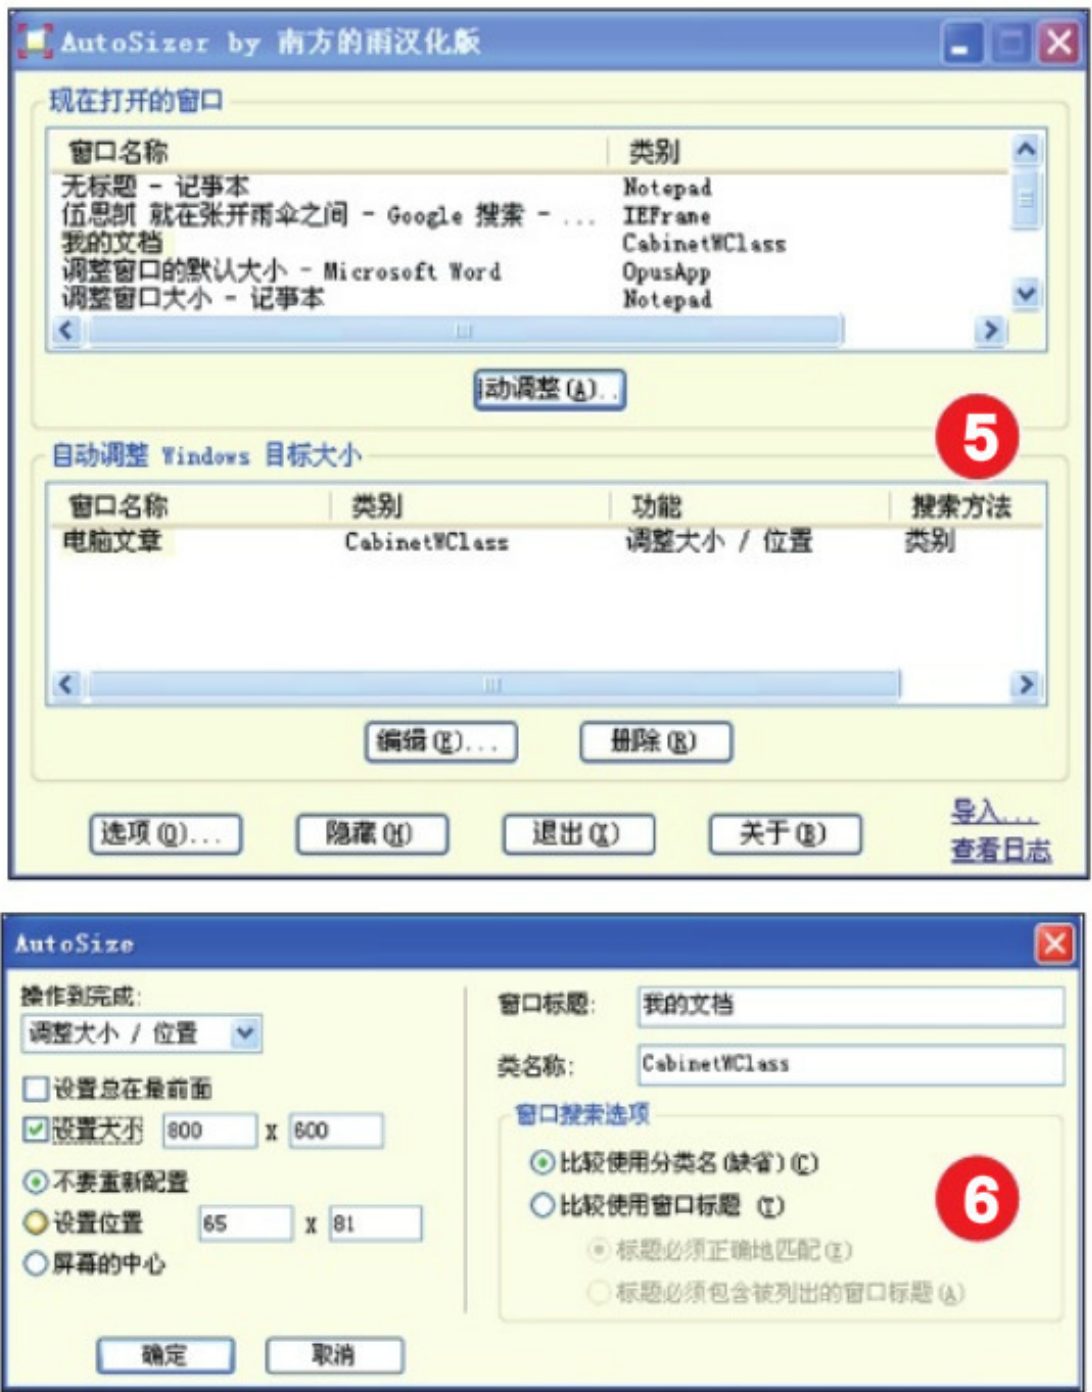 AutoSizer by 南方的雨汉化版
现在打开的窗口
窗口名称 类别
无标题 - 记事本 Notepad
伍思凯 就在张开雨伞之间 - Google 搜索 - ... IEFrame
我的文档 CabinetWClass
调整窗口的默认大小 - Microsoft Word OpusApp
调整窗口大小 - 记事本 Notepad
自动调整(A)...
5
自动调整 Windows 目标大小
窗口名称 类别 功能 搜索方法
电脑文章 CabinetWClass 调整大小 / 位置 类别
编辑(E)... 删除(R)
导入...
选项(O)... 隐藏(H) 退出(X) 关于(B)
查看日志
AutoSize
操作到完成:
调整大小 / 位置
设置总在最前面
设置大小 800 X 600
不要重新配置
设置位置 65 X 81
屏幕的中心
确定 取消
窗口标题: 我的文档
类名称: CabinetWClass
窗口搜索选项
比较使用分类名(缺省)(C)
比较使用窗口标题 (T)
标题必须正确地匹配(E)
标题必须包含被列出的窗口标题(A)
6